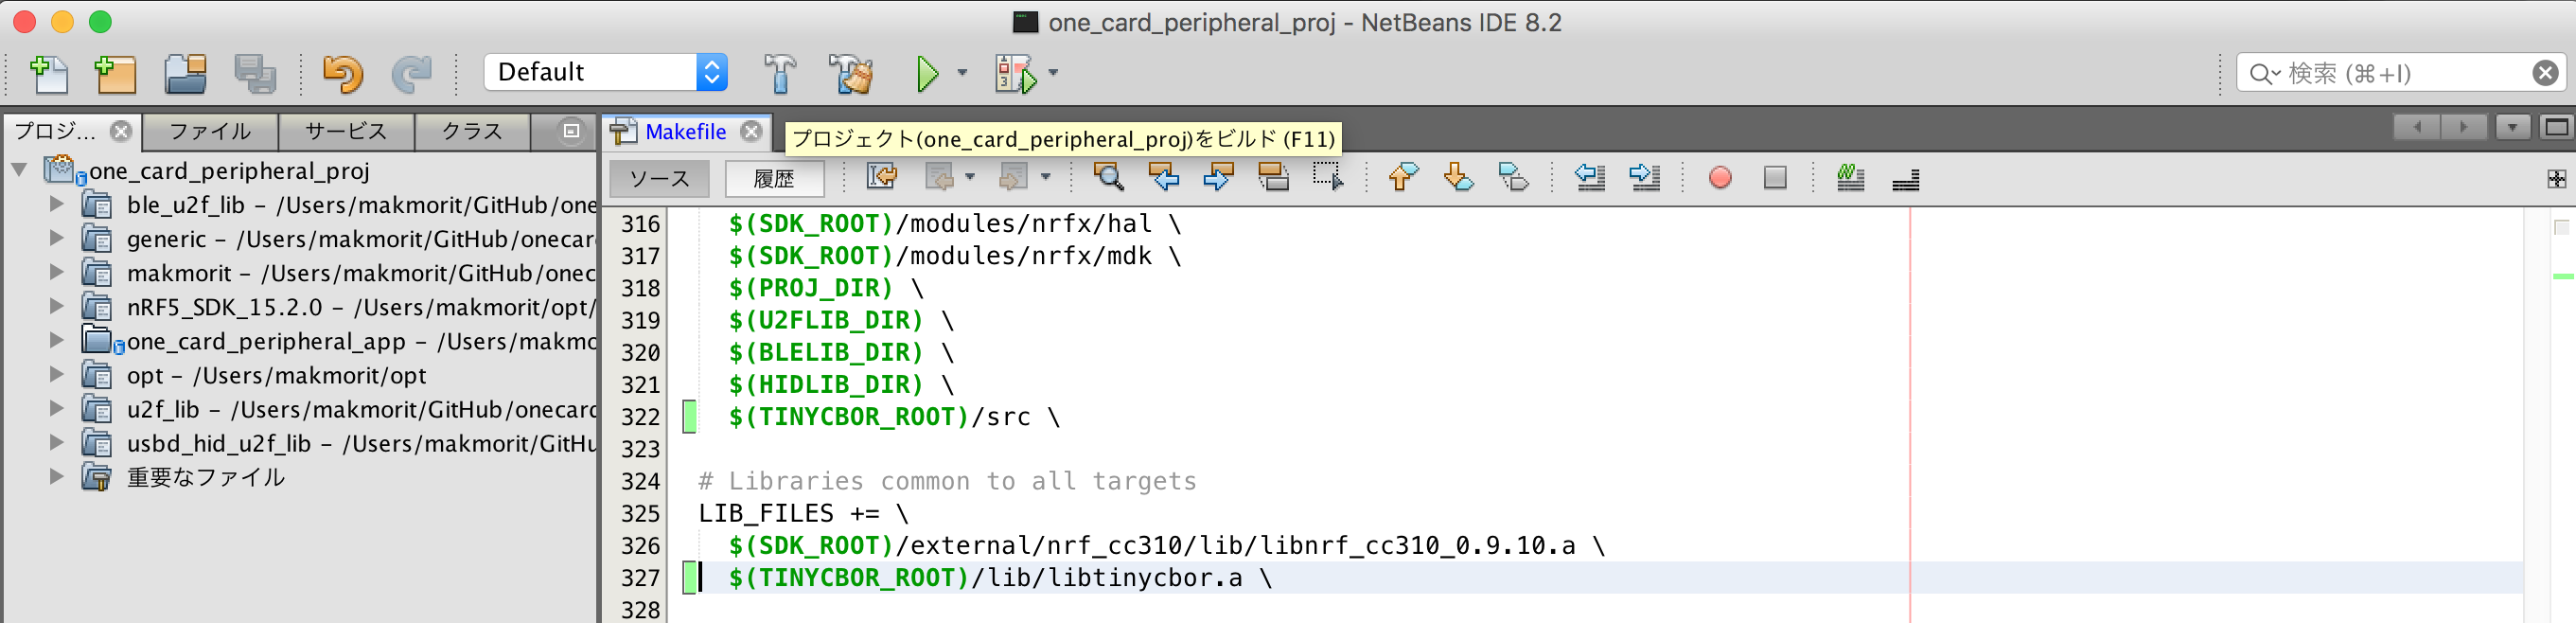 one_card_peripheral_proj - NetBeans IDE 8.2
Default
検索 (⌘+I)
プロジ... ファイル サービス クラス
Makefile
プロジェクト(one_card_peripheral_proj)をビルド (F11)
ソース 履歴
one_card_peripheral_proj
ble_u2f_lib – /Users/makmorit/GitHub/one
generic – /Users/makmorit/GitHub/onecar
makmorit – /Users/makmorit/GitHub/onec
nRF5_SDK_15.2.0 – /Users/makmorit/opt/
one_card_peripheral_app – /Users/makmo
opt – /Users/makmorit/opt
u2f_lib – /Users/makmorit/GitHub/onecard
usbd_hid_u2f_lib – /Users/makmorit/GitHu
重要なファイル
316 $(SDK_ROOT)/modules/nrfx/hal \
317 $(SDK_ROOT)/modules/nrfx/mdk \
318 $(PROJ_DIR) \
319 $(U2FLIB_DIR) \
320 $(BLELIB_DIR) \
321 $(HIDLIB_DIR) \
322 $(TINYCBOR_ROOT)/src \
323
324 # Libraries common to all targets
325 LIB_FILES += \
326 $(SDK_ROOT)/external/nrf_cc310/lib/libnrf_cc310_0.9.10.a \
327 $(TINYCBOR_ROOT)/lib/libtinycbor.a \
328